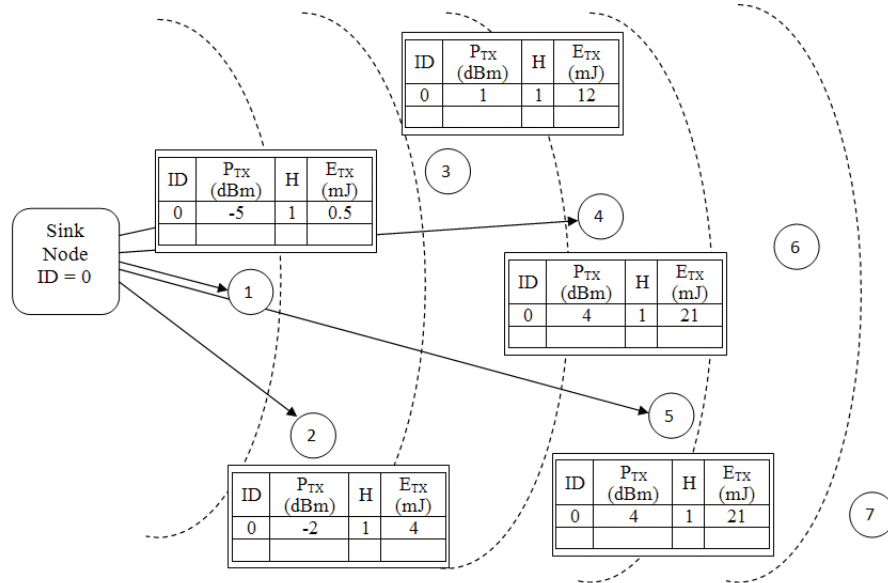 ID PTX (dBm) H ETX (mJ)
0 1 1 12
3
ID PTX (dBm) H ETX (mJ)
0 -5 1 0.5
Sink
Node
ID = 0
4
6
1
ID PTX (dBm) H ETX (mJ)
0 4 1 21
5
2
ID PTX (dBm) H ETX (mJ)
0 -2 1 4
ID PTX (dBm) H ETX (mJ)
0 4 1 21
7